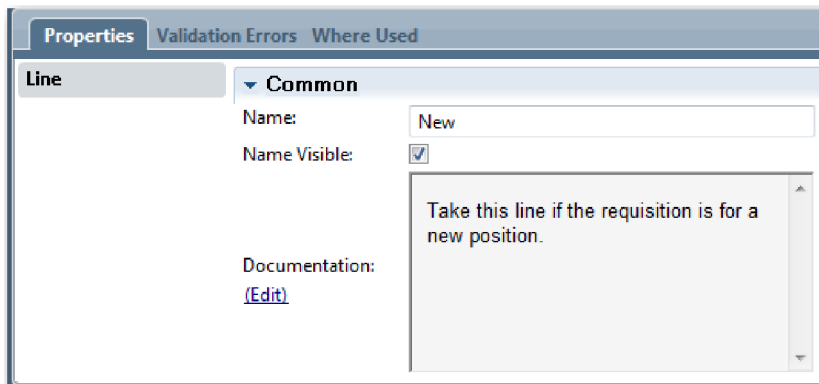 Properties Validation Errors Where Used
Line
Common
Name: New
Name Visible:
Take this line if the requisition is for a
new position.
Documentation:
(Edit)